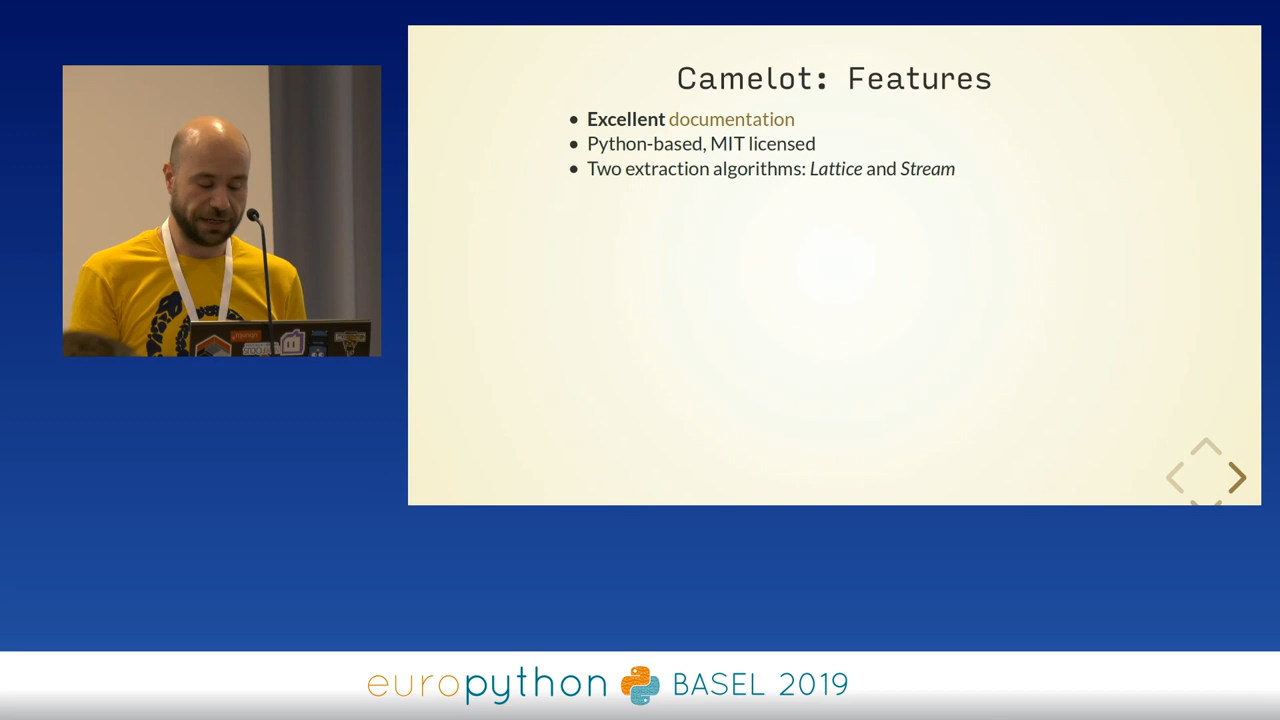 Camelot: Features
• Excellent documentation
• Python-based, MIT licensed
• Two extraction algorithms: Lattice and Stream
europython BASEL 2019